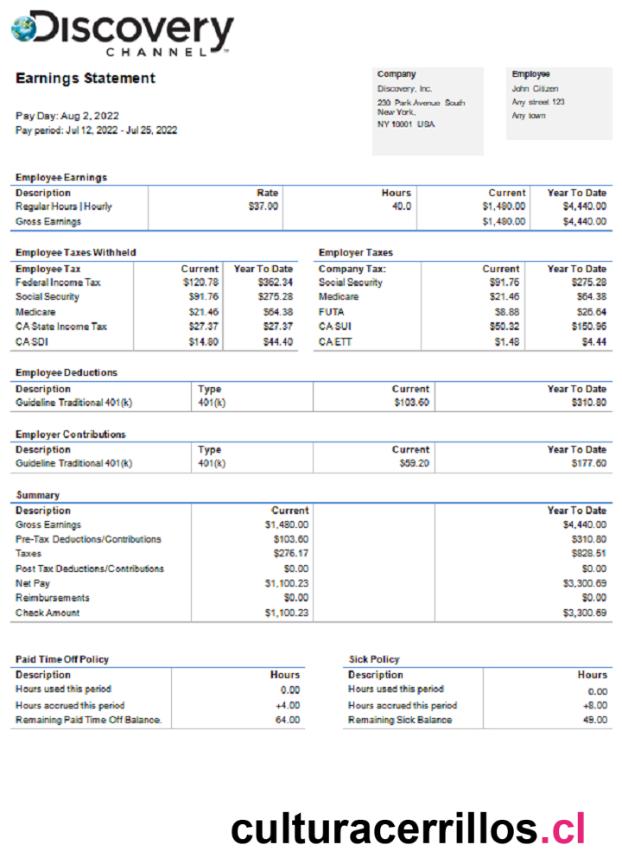 Discovery
CHANNEL
Earnings Statement
Pay Day: Aug 2, 2022
Pay period: Jul 12, 2022 - Jul 25, 2022
Company
Discovery, Inc.
230 Park Avenue South
New York,
NY 10001 USA
Employee
John Citizen
Any street 123
Any town
Employee Earnings
Description Rate Hours Current Year To Date
Regular Hours | Hourly $37.00 40.0 $1,480.00 $4,440.00
Gross Earnings $1,480.00 $4,440.00
Employee Taxes Withheld
Employee Tax Current Year To Date
Federal Income Tax $120.78 $362.34
Social Security $91.76 $275.28
Medicare $21.46 $64.38
CA State Income Tax $27.37 $27.37
CA SDI $14.80 $44.40
Employer Taxes
Company Tax: Current Year To Date
Social Security $91.76 $275.28
Medicare $21.46 $64.38
FUTA $8.88 $26.64
CA SUI $50.32 $150.96
CA ETT $1.48 $4.44
Employee Deductions
Description Type Current Year To Date
Guideline Traditional 401(k) 401(k) $103.60 $310.80
Employer Contributions
Description Type Current Year To Date
Guideline Traditional 401(k) 401(k) $59.20 $177.60
Summary
Description Current Year To Date
Gross Earnings $1,480.00 $4,440.00
Pre-Tax Deductions/Contributions $103.60 $310.80
Taxes $276.17 $828.51
Post Tax Deductions/Contributions $0.00 $0.00
Net Pay $1,100.23 $3,300.69
Reimbursements $0.00 $0.00
Check Amount $1,100.23 $3,300.69
Paid Time Off Policy
Description Hours
Hours used this period 0.00
Hours accrued this period +4.00
Remaining Paid Time Off Balance. 64.00
Sick Policy
Description Hours
Hours used this period 0.00
Hours accrued this period +8.00
Remaining Sick Balance 49.00
culturacerrillos.cl